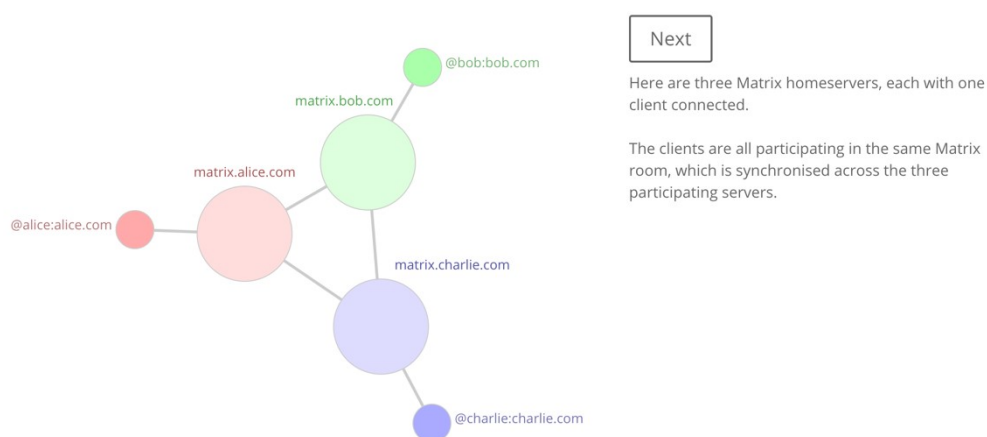 @bob:bob.com
matrix.bob.com
matrix.alice.com
@alice:alice.com
matrix.charlie.com
@charlie:charlie.com
Next
Here are three Matrix homeservers, each with one
client connected.
The clients are all participating in the same Matrix
room, which is synchronised across the three
participating servers.